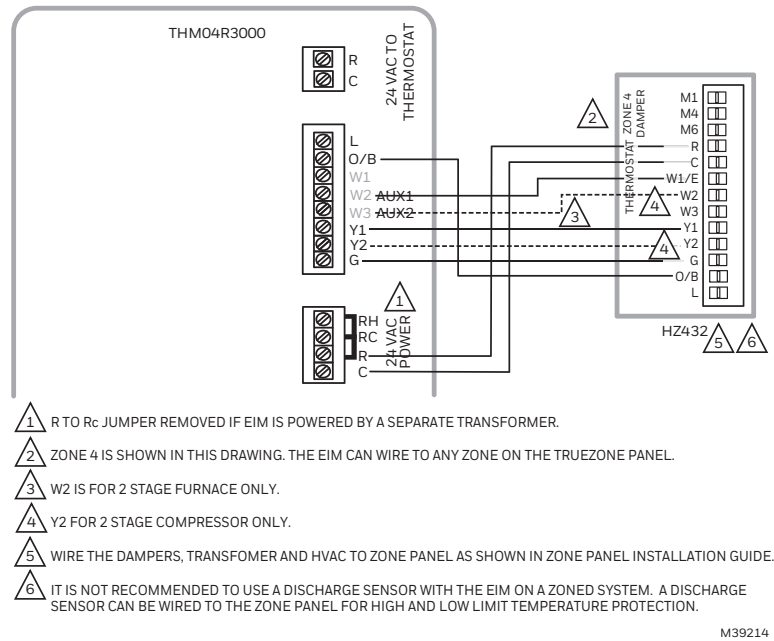 THM04R3000
R
C
24 VAC TO
THERMOSTAT
L
O/B
W1
W2 AUX1
W3 AUX2
Y1
Y2
G
1
RH
RC
R
C
24 VAC
POWER
3
2
THERMOSTAT ZONE 4
DAMPER
4
4
M1
M4
M6
R
C
W1/E
W2
W3
Y1
Y2
G
O/B
L
HZ432
5
6
1 R TO Rc JUMPER REMOVED IF EIM IS POWERED BY A SEPARATE TRANSFORMER.
2 ZONE 4 IS SHOWN IN THIS DRAWING. THE EIM CAN WIRE TO ANY ZONE ON THE TRUEZONE PANEL.
3 W2 IS FOR 2 STAGE FURNACE ONLY.
4 Y2 FOR 2 STAGE COMPRESSOR ONLY.
5 WIRE THE DAMPERS, TRANSFOMER AND HVAC TO ZONE PANEL AS SHOWN IN ZONE PANEL INSTALLATION GUIDE.
6 IT IS NOT RECOMMENDED TO USE A DISCHARGE SENSOR WITH THE EIM ON A ZONED SYSTEM. A DISCHARGE
SENSOR CAN BE WIRED TO THE ZONE PANEL FOR HIGH AND LOW LIMIT TEMPERATURE PROTECTION.
M39214